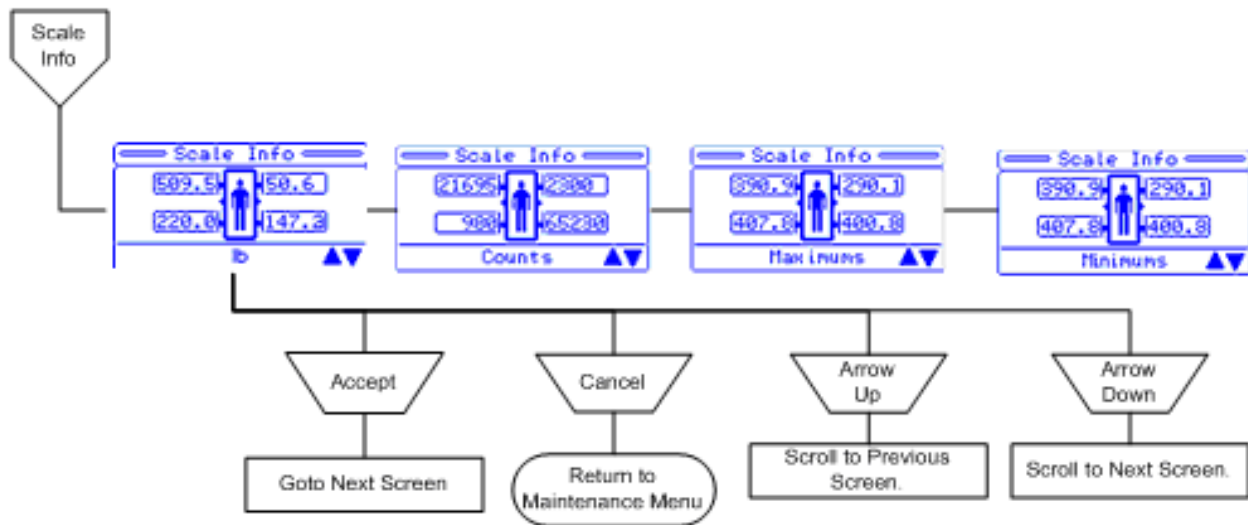 Scale
Info
Scale Info
509.5 50.6
220.0 147.2
lb
Scale Info
21695 2300
900 65230
Counts
Scale Info
390.9 290.1
407.8 400.8
Maximums
Scale Info
390.9 290.1
407.8 400.8
Minimums
Accept
Cancel
Arrow
Up
Arrow
Down
Goto Next Screen
Return to
Maintenance Menu
Scroll to Previous
Screen.
Scroll to Next Screen.